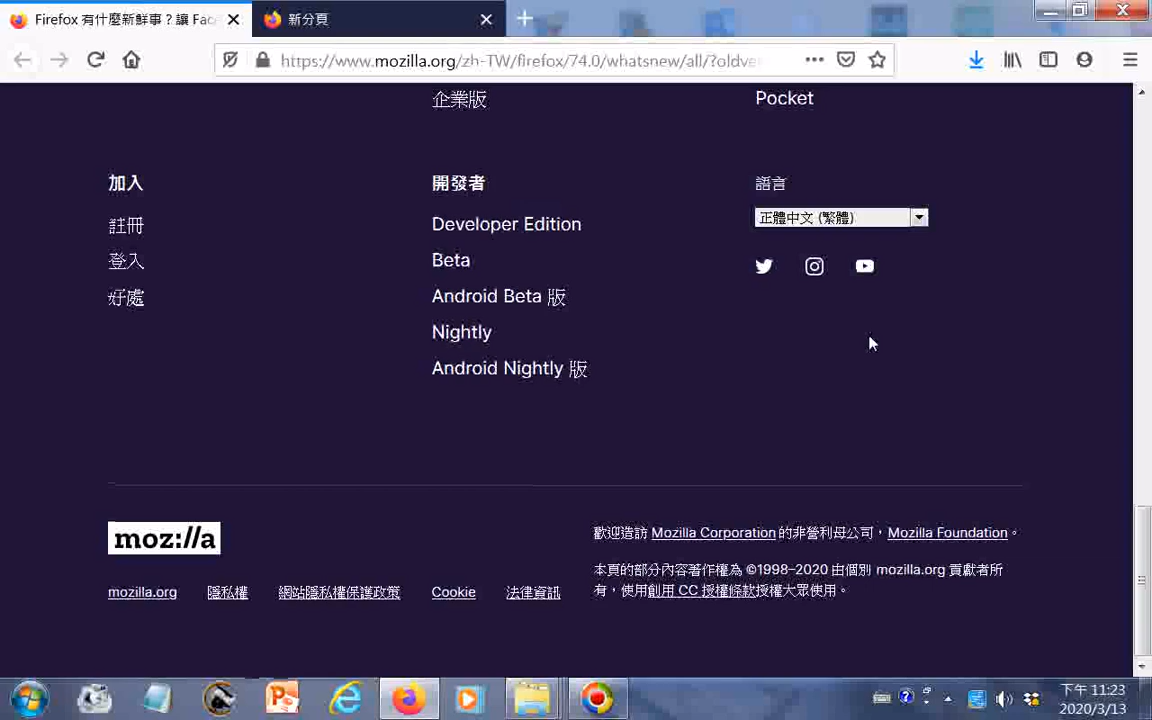 Firefox 有什麼新鮮事？讓 Fac
新分頁
https://www.mozilla.org/zh-TW/firefox/74.0/whatsnew/all/?oldve
企業版
Pocket
加入
註冊
登入
好處
開發者
Developer Edition
Beta
Android Beta 版
Nightly
Android Nightly 版
語言
正體中文 (繁體)
moz://a
mozilla.org 隱私權 網站隱私權保護政策 Cookie 法律資訊
歡迎造訪 Mozilla Corporation 的非營利母公司，Mozilla Foundation。
本頁的部分內容著作權為 ©1998–2020 由個別 mozilla.org 貢獻者所
有，使用創用 CC 授權條款授權大眾使用。
下午 11:23
2020/3/13